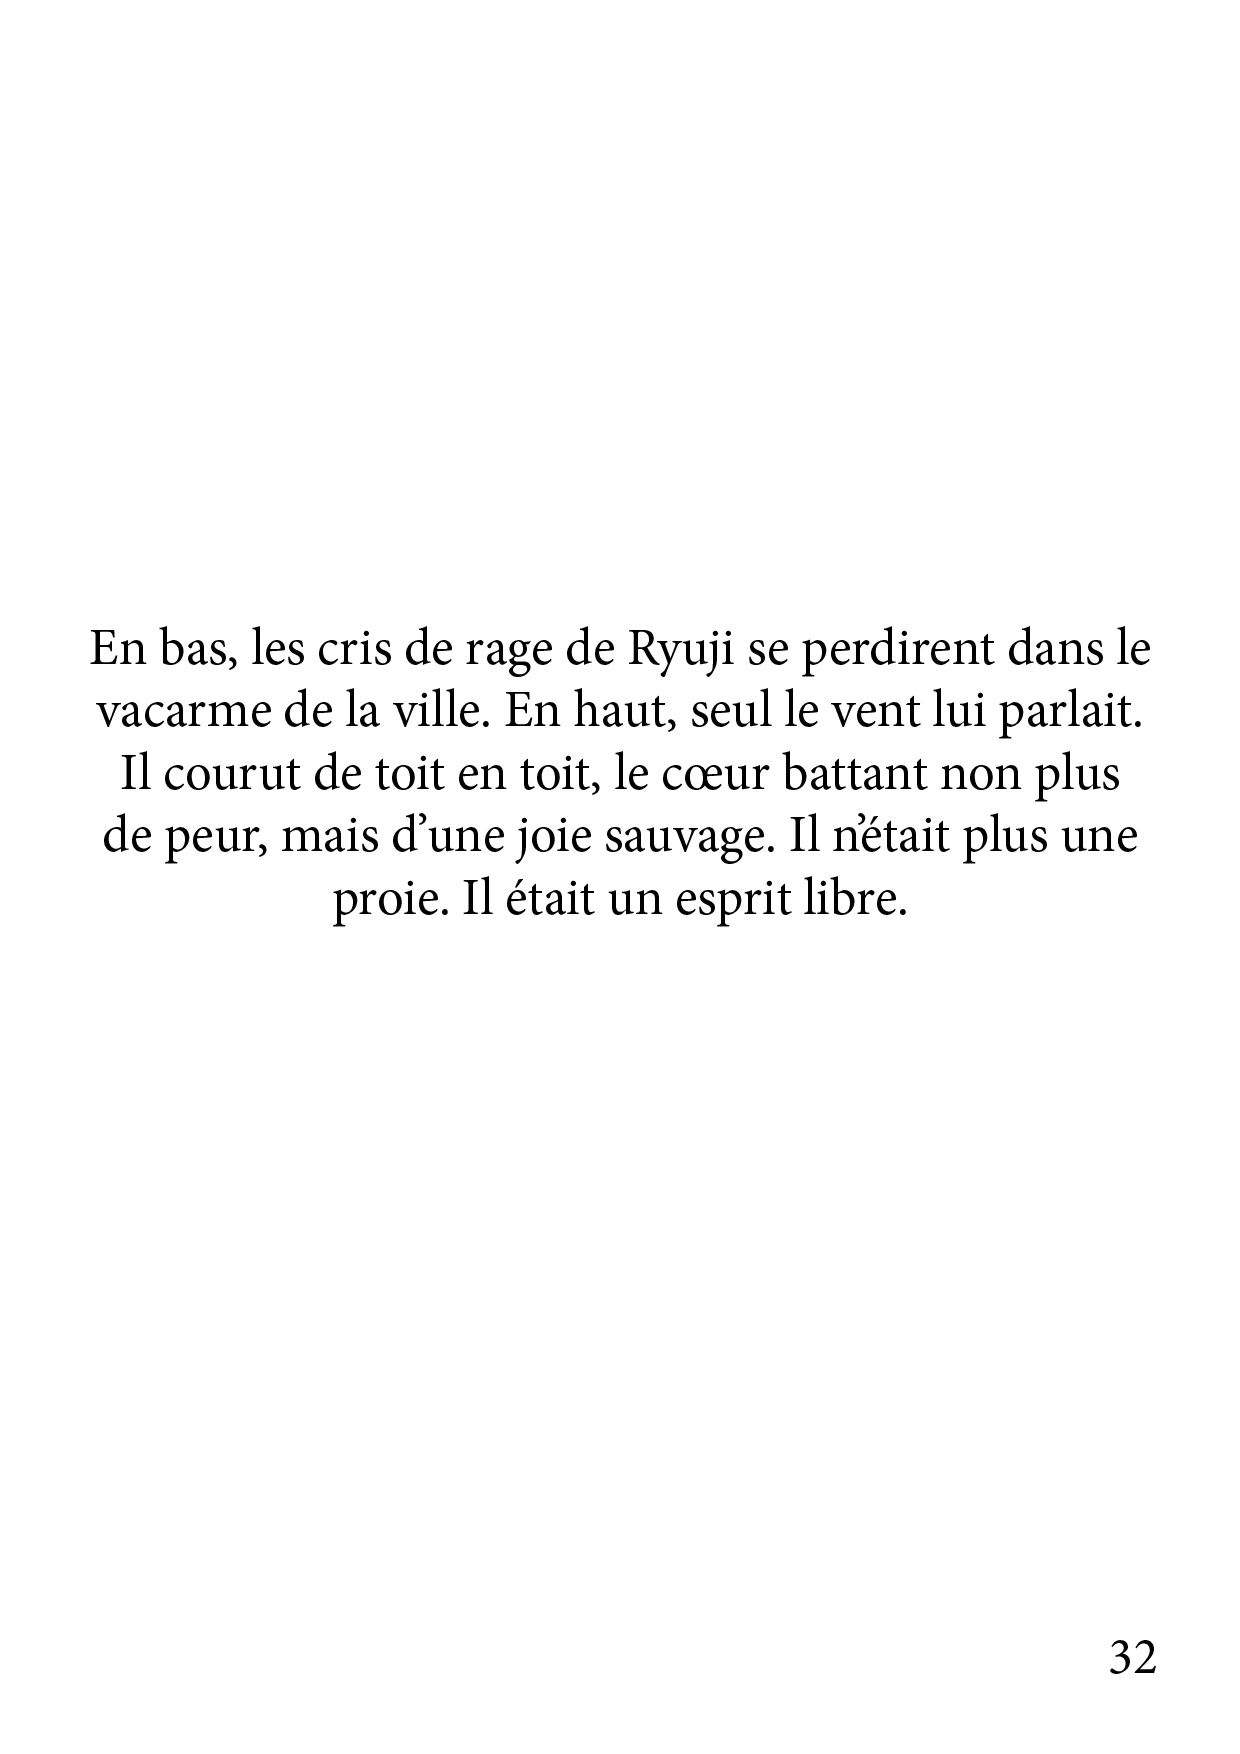 En bas, les cris de rage de Ryuji se perdirent dans le
vacarme de la ville. En haut, seul le vent lui parlait.
Il courut de toit en toit, le cœur battant non plus
de peur, mais d’une joie sauvage. Il n’était plus une
proie. Il était un esprit libre.
32